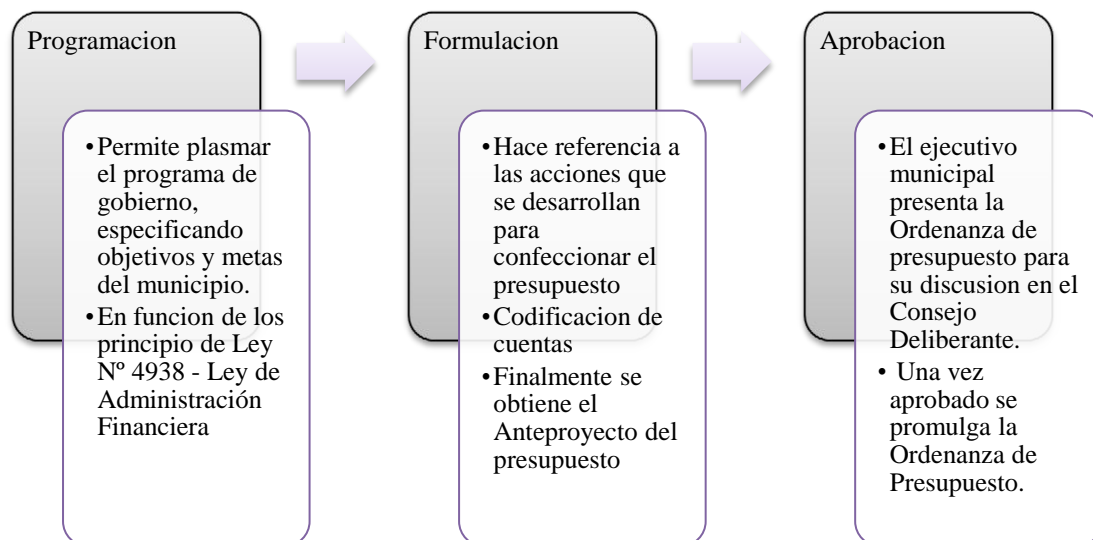 Programacion
•Permite plasmar
el programa de
gobierno,
especificando
objetivos y metas
del municipio.
•En funcion de los
principio de Ley
Nº 4938 - Ley de
Administración
Financiera
Formulacion
•Hace referencia a
las acciones que
se desarrollan
para
confeccionar el
presupuesto
•Codificacion de
cuentas
•Finalmente se
obtiene el
Anteproyecto del
presupuesto
Aprobacion
•El ejecutivo
municipal
presenta la
Ordenanza de
presupuesto para
su discusion en el
Consejo
Deliberante.
• Una vez
aprobado se
promulga la
Ordenanza de
Presupuesto.